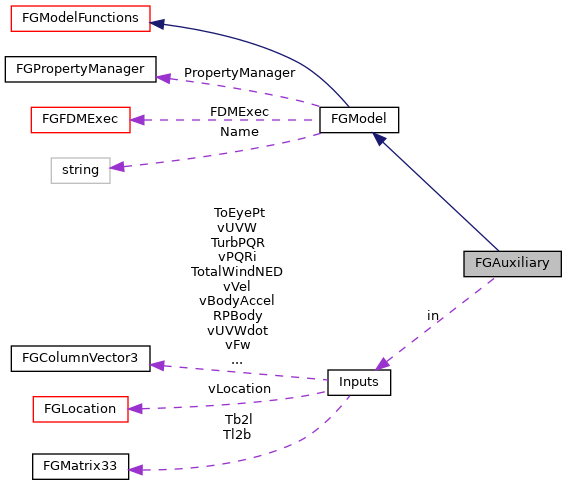 FGModelFunctions
FGPropertyManager
PropertyManager
FGFDMExec
FDMExec
FGModel
Name
string
ToEyePt
vUVW
TurbPQR
vPQRi
TotalWindNED
vVel
vBodyAccel
RPBody
vUVWdot
vFw
...
FGAuxiliary
in
FGColumnVector3
Inputs
vLocation
FGLocation
Tb2l
Tl2b
FGMatrix33